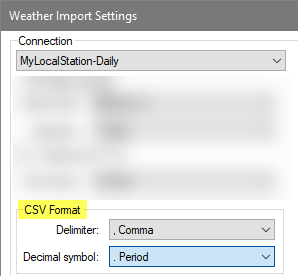 Weather Import Settings
Connection
MyLocalStation-Daily
CSV Format
Delimiter: , Comma
Decimal symbol: . Period